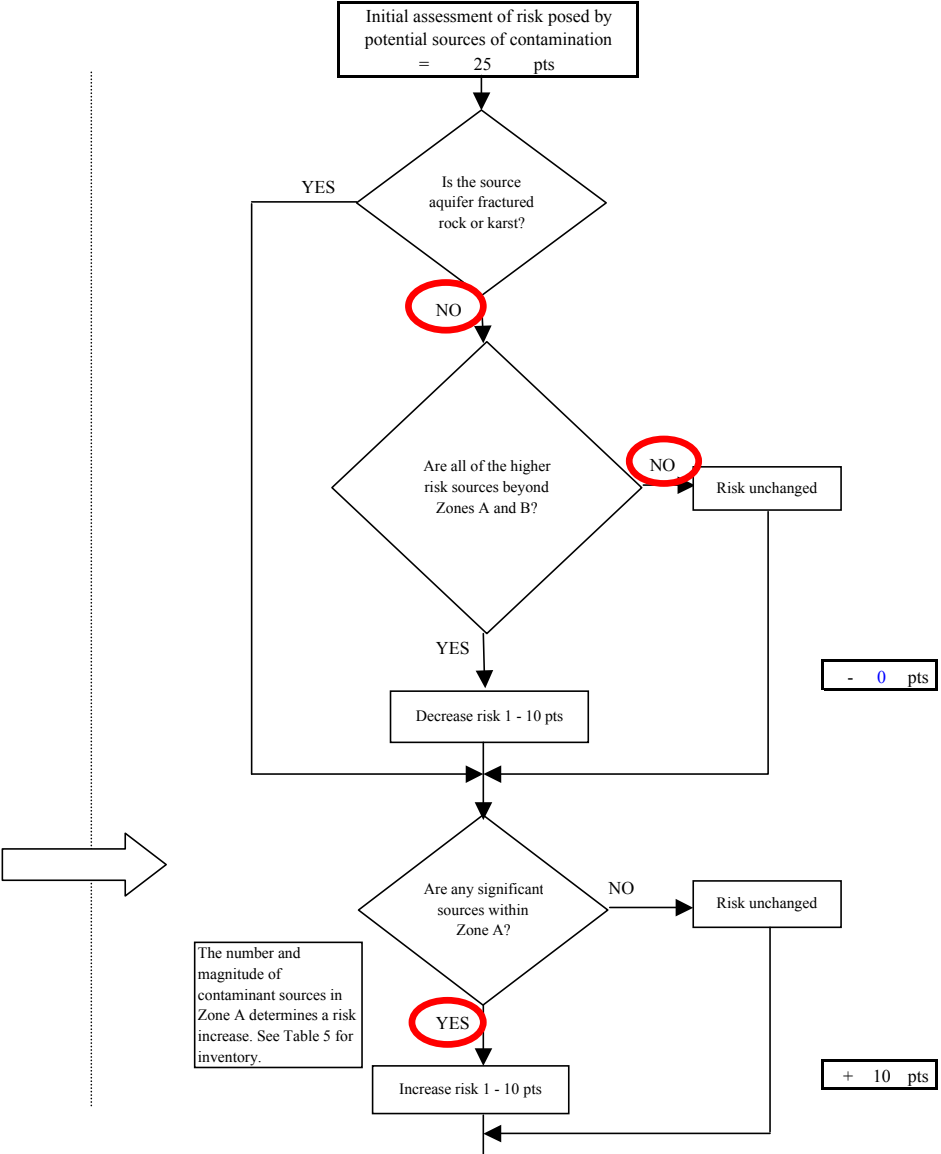 Initial assessment of risk posed by
potential sources of contamination
= 25 pts
YES
Is the source
aquifer fractured
rock or karst?
NO
Are all of the higher
risk sources beyond
Zones A and B?
NO
Risk unchanged
YES
- 0 pts
Decrease risk 1 - 10 pts
Are any significant
sources within
Zone A?
NO
Risk unchanged
The number and
magnitude of
contaminant sources in
Zone A determines a risk
increase. See Table 5 for
inventory.
YES
Increase risk 1 - 10 pts
+ 10 pts